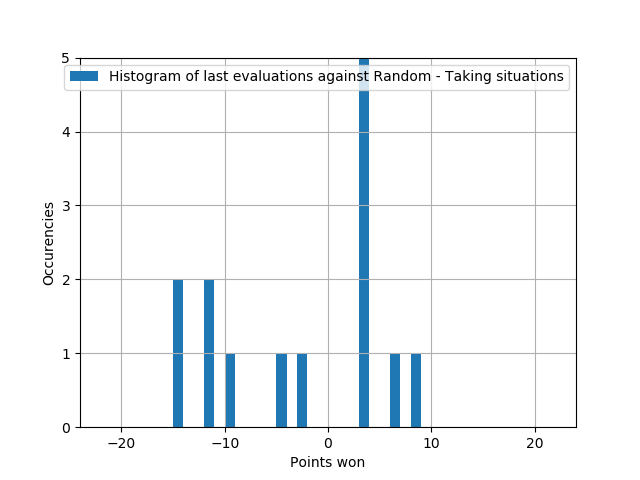 5
Histogram of last evaluations against Random - Taking situations
4
3
2
1
0
Occurencies
−20 −10 0 10 20
Points won